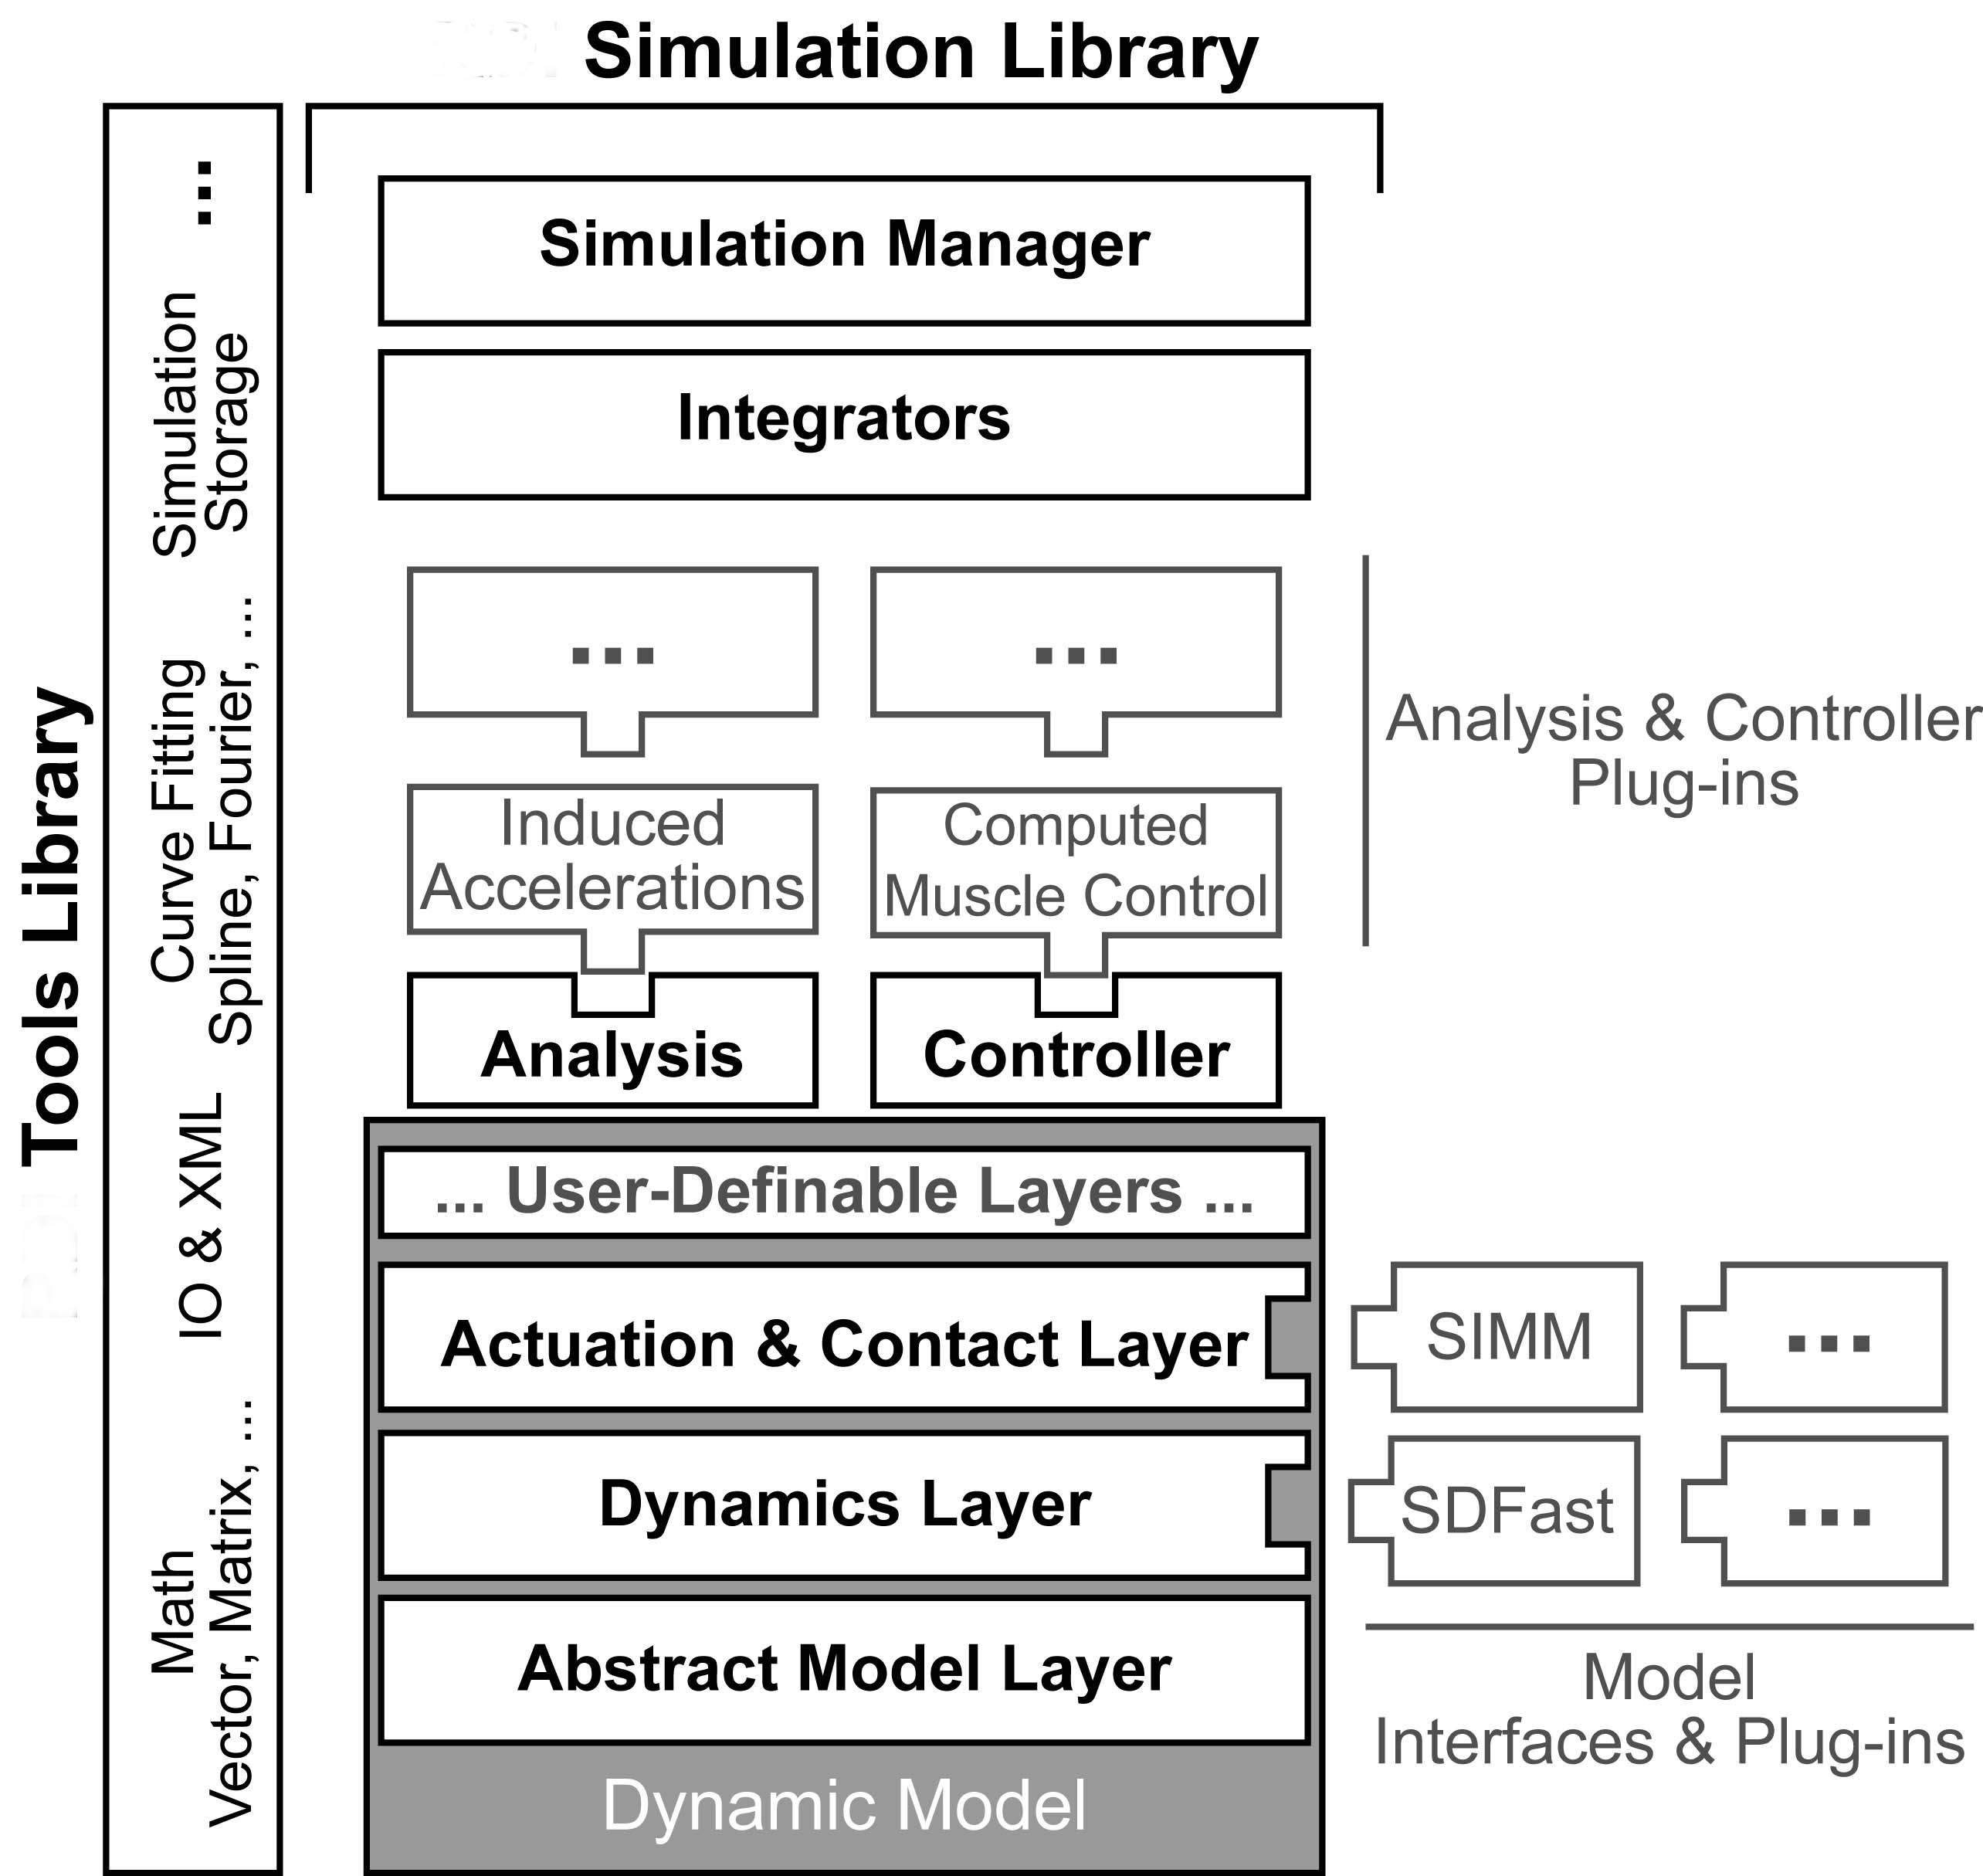 Simulation Library
Tools Library
...
Simulation
Storage
Curve Fitting
Spline, Fourier, ...
IO & XML
Math
Vector, Matrix, ...
Simulation Manager
Integrators
...
...
Analysis & Controller
Plug-ins
Induced
Accelerations
Computed
Muscle Control
Analysis
Controller
... User-Definable Layers ...
Actuation & Contact Layer
SIMM
...
Dynamics Layer
SDFast
...
Abstract Model Layer
Model
Interfaces & Plug-ins
Dynamic Model